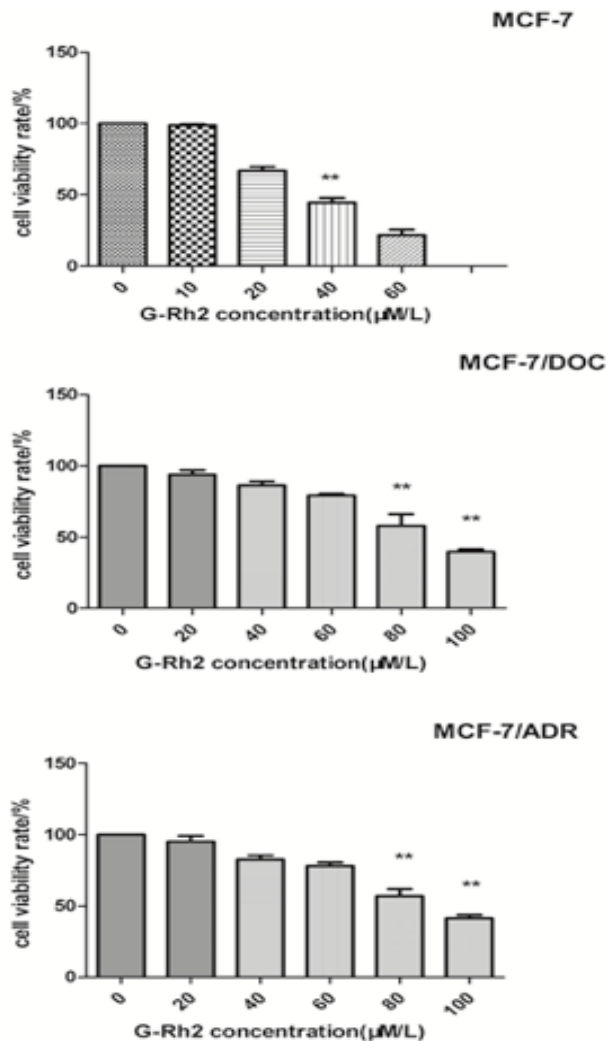 MCF-7
150
100
50
0
cell viability rate/%
**
0 10 20 40 60
G-Rh2 concentration(μM/L)
MCF-7/DOC
150
100
50
0
cell viability rate/%
** **
0 20 40 60 80 100
G-Rh2 concentration(μM/L)
MCF-7/ADR
150
100
50
0
cell viability rate/%
** **
0 20 40 60 80 100
G-Rh2 concentration(μM/L)